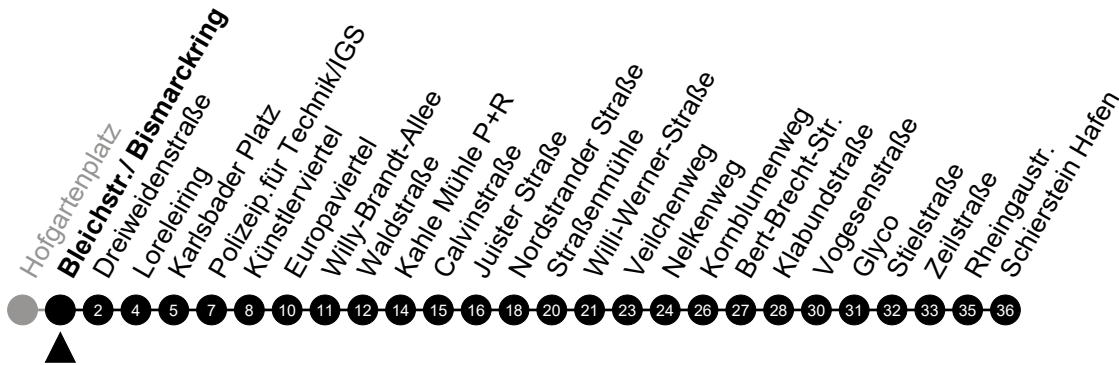 Hofgartenplatz
Bleichstr./ Bismarckring
Dreiweidenstraße
Loreleiring
Karlsbader Platz
Polizeip.für Technik/IGS
Künstlerviertel
Europaviertel
Willy-Brandt-Allee
Waldstraße
Kahle Mühle P+R
Calvinstraße
Juister Straße
Nordstrander Straße
Straßenmühle
Willi-Werner-Straße
Veilchenweg
Nelkenweg
Kornblumenweg
Bert-Brecht-Str.
Klabundstraße
Vogesenstraße
Glyco
Stielstraße
Zeilstraße
Rheingaustr.
Schierstein Hafen
2 4 5 7 8 10 11 12 14 15 16 18 20 21 23 24 26 27 28 30 31 32 33 35 36